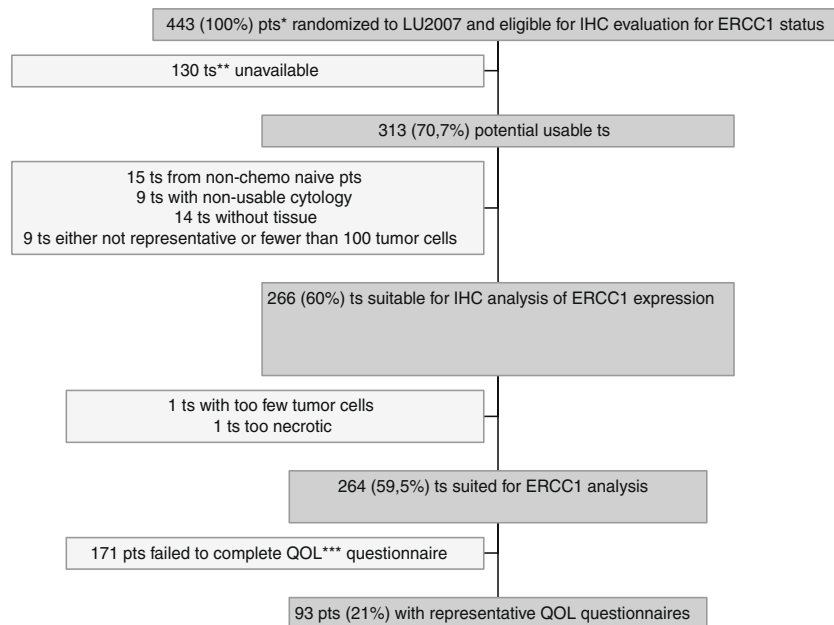 443 (100%) pts* randomized to LU2007 and eligible for IHC evaluation for ERCC1 status
130 ts** unavailable
313 (70,7%) potential usable ts
15 ts from non-chemo naive pts
9 ts with non-usable cytology
14 ts without tissue
9 ts either not representative or fewer than 100 tumor cells
266 (60%) ts suitable for IHC analysis of ERCC1 expression
1 ts with too few tumor cells
1 ts too necrotic
264 (59,5%) ts suited for ERCC1 analysis
171 pts failed to complete QOL*** questionnaire
93 pts (21%) with representative QOL questionnaires